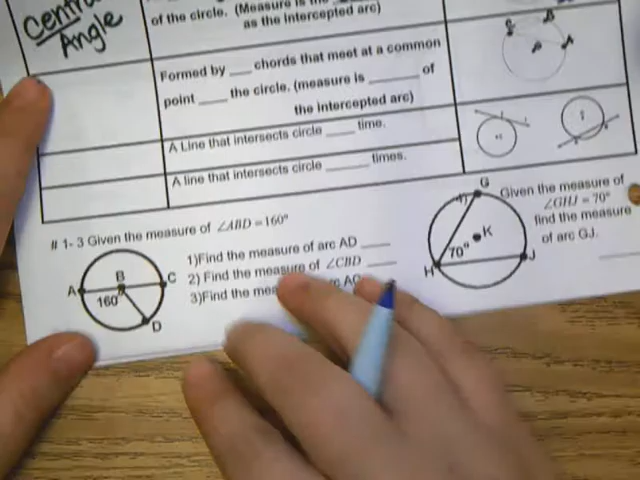 Central
Angle
of the circle. (Measure is the
as the intercepted arc)
Formed by ___ chords that meet at a common
point ____ the circle. (measure is _______ of
the intercepted arc)
A Line that intersects circle ____ time.
A line that intersects circle ______ times.
# 1- 3 Given the measure of ∠ABD = 160°
1)Find the measure of arc AD ____
2) Find the measure of ∠CBD ____
3)Find the
A
B
C
160°
D
G
H
70°
K
J
Given the measure of
∠GHJ = 70°
find the measure
of arc GJ.
B
P
A